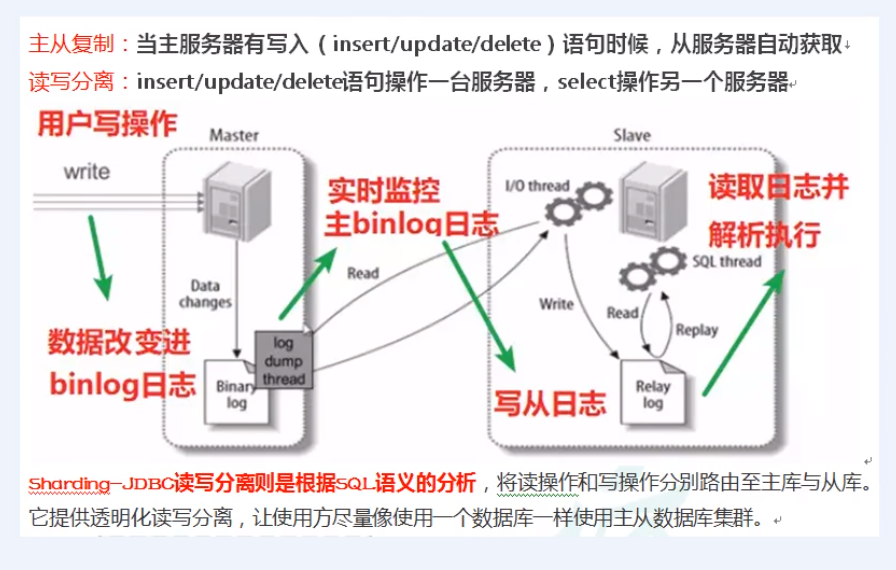 主从复制：当主服务器有写入（insert/update/delete）语句时候，从服务器自动获取
读写分离：insert/update/delete语句操作一台服务器，select操作另一个服务器
用户写操作
Master
Slave
write
实时监控
主binlog日志
I/O thread
读取日志并
解析执行
SQL thread
Data
changes
Read
Write
Read
Replay
数据改变进
binlog日志
log
dump
thread
Binary
log
写从日志
Relay
log
Sharding-JDBC读写分离则是根据SQL语义的分析，将读操作和写操作分别路由至主库与从库。
它提供透明化读写分离，让使用方尽量像使用一个数据库一样使用主从数据库集群。